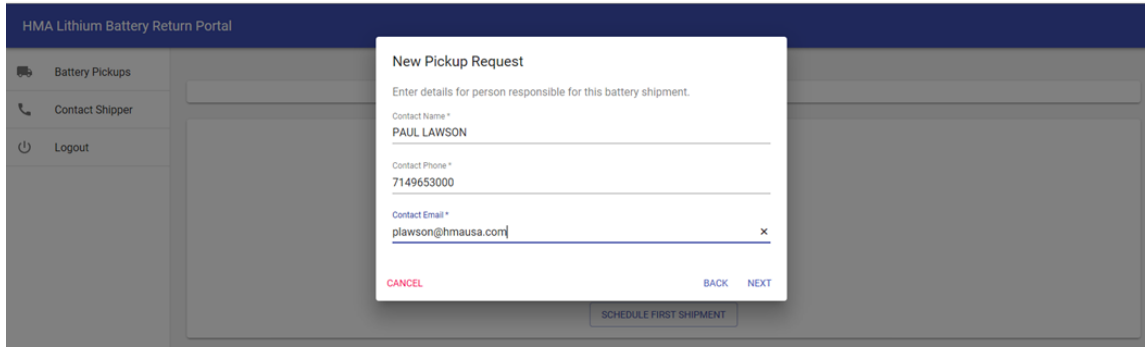 HMA Lithium Battery Return Portal
Battery Pickups
Contact Shipper
Logout
New Pickup Request
Enter details for person responsible for this battery shipment.
Contact Name *
PAUL LAWSON
Contact Phone *
7149653000
Contact Email *
plawson@hmausa.com
CANCEL
BACK
NEXT
SCHEDULE FIRST SHIPMENT